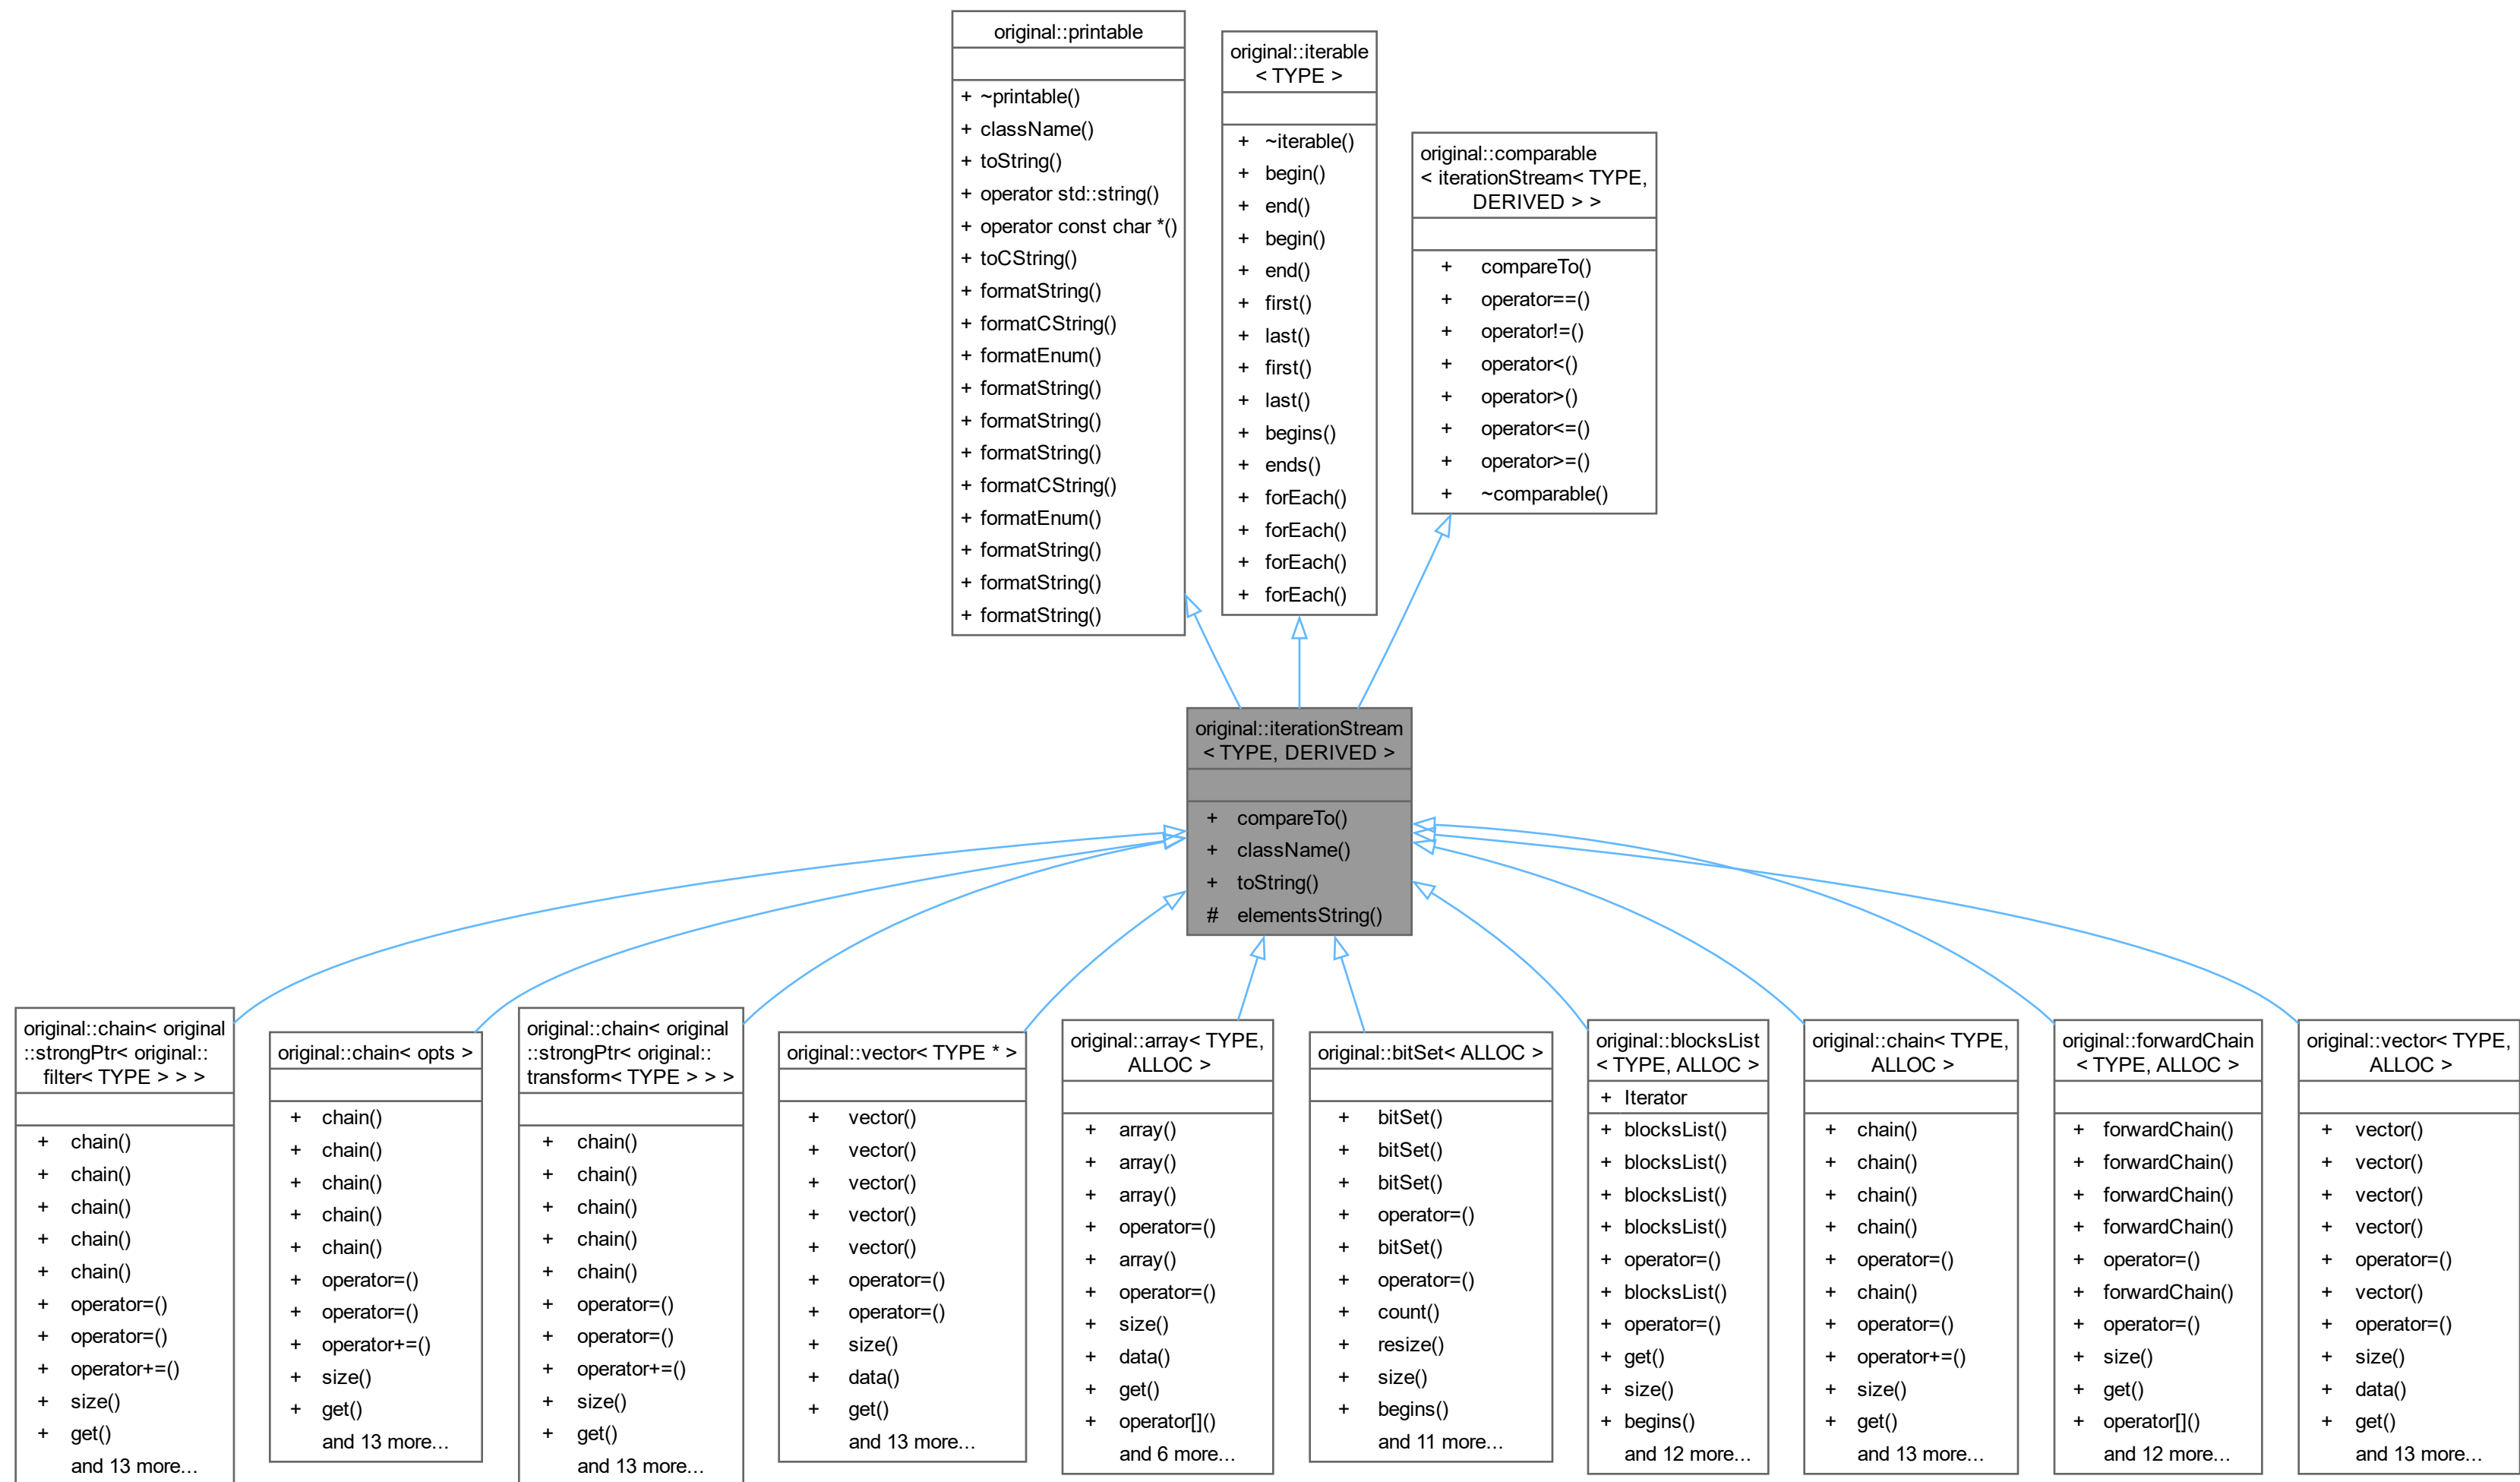 original::printable
+ ~printable()
+ className()
+ toString()
+ operator std::string()
+ operator const char *()
+ toCString()
+ formatString()
+ formatCString()
+ formatEnum()
+ formatString()
+ formatString()
+ formatString()
+ formatCString()
+ formatEnum()
+ formatString()
+ formatString()
+ formatString()
original::iterable
< TYPE >
+ ~iterable()
+ begin()
+ end()
+ begin()
+ end()
+ first()
+ last()
+ first()
+ last()
+ begins()
+ ends()
+ forEach()
+ forEach()
+ forEach()
+ forEach()
original::comparable
< iterationStream< TYPE,
DERIVED > >
+ compareTo()
+ operator==()
+ operator!=()
+ operator<()
+ operator>()
+ operator<=()
+ operator>=()
+ ~comparable()
original::iterationStream
< TYPE, DERIVED >
+ compareTo()
+ className()
+ toString()
# elementsString()
original::chain< original
::strongPtr< original::
filter< TYPE > > >
+ chain()
+ chain()
+ chain()
+ chain()
+ chain()
+ operator=()
+ operator=()
+ operator+=()
+ size()
+ get()
and 13 more...
original::chain< opts >
+ chain()
+ chain()
+ chain()
+ chain()
+ chain()
+ operator=()
+ operator=()
+ operator+=()
+ size()
+ get()
and 13 more...
original::chain< original
::strongPtr< original::
transform< TYPE > > >
+ chain()
+ chain()
+ chain()
+ chain()
+ chain()
+ operator=()
+ operator=()
+ operator+=()
+ size()
+ get()
and 13 more...
original::vector< TYPE * >
+ vector()
+ vector()
+ vector()
+ vector()
+ vector()
+ operator=()
+ operator=()
+ size()
+ data()
+ get()
and 13 more...
original::array< TYPE,
ALLOC >
+ array()
+ array()
+ array()
+ operator=()
+ array()
+ operator=()
+ size()
+ data()
+ get()
+ operator[]()
and 6 more...
original::bitSet< ALLOC >
+ bitSet()
+ bitSet()
+ bitSet()
+ operator=()
+ bitSet()
+ operator=()
+ count()
+ resize()
+ size()
+ begins()
and 11 more...
original::blocksList
< TYPE, ALLOC >
+ Iterator
+ blocksList()
+ blocksList()
+ blocksList()
+ blocksList()
+ operator=()
+ blocksList()
+ operator=()
+ get()
+ size()
+ begins()
and 12 more...
original::chain< TYPE,
ALLOC >
+ chain()
+ chain()
+ chain()
+ chain()
+ operator=()
+ chain()
+ operator=()
+ operator+=()
+ size()
+ get()
and 13 more...
original::forwardChain
< TYPE, ALLOC >
+ forwardChain()
+ forwardChain()
+ forwardChain()
+ forwardChain()
+ operator=()
+ forwardChain()
+ operator=()
+ size()
+ get()
+ operator[]()
and 12 more...
original::vector< TYPE,
ALLOC >
+ vector()
+ vector()
+ vector()
+ vector()
+ operator=()
+ vector()
+ operator=()
+ size()
+ data()
+ get()
and 13 more...